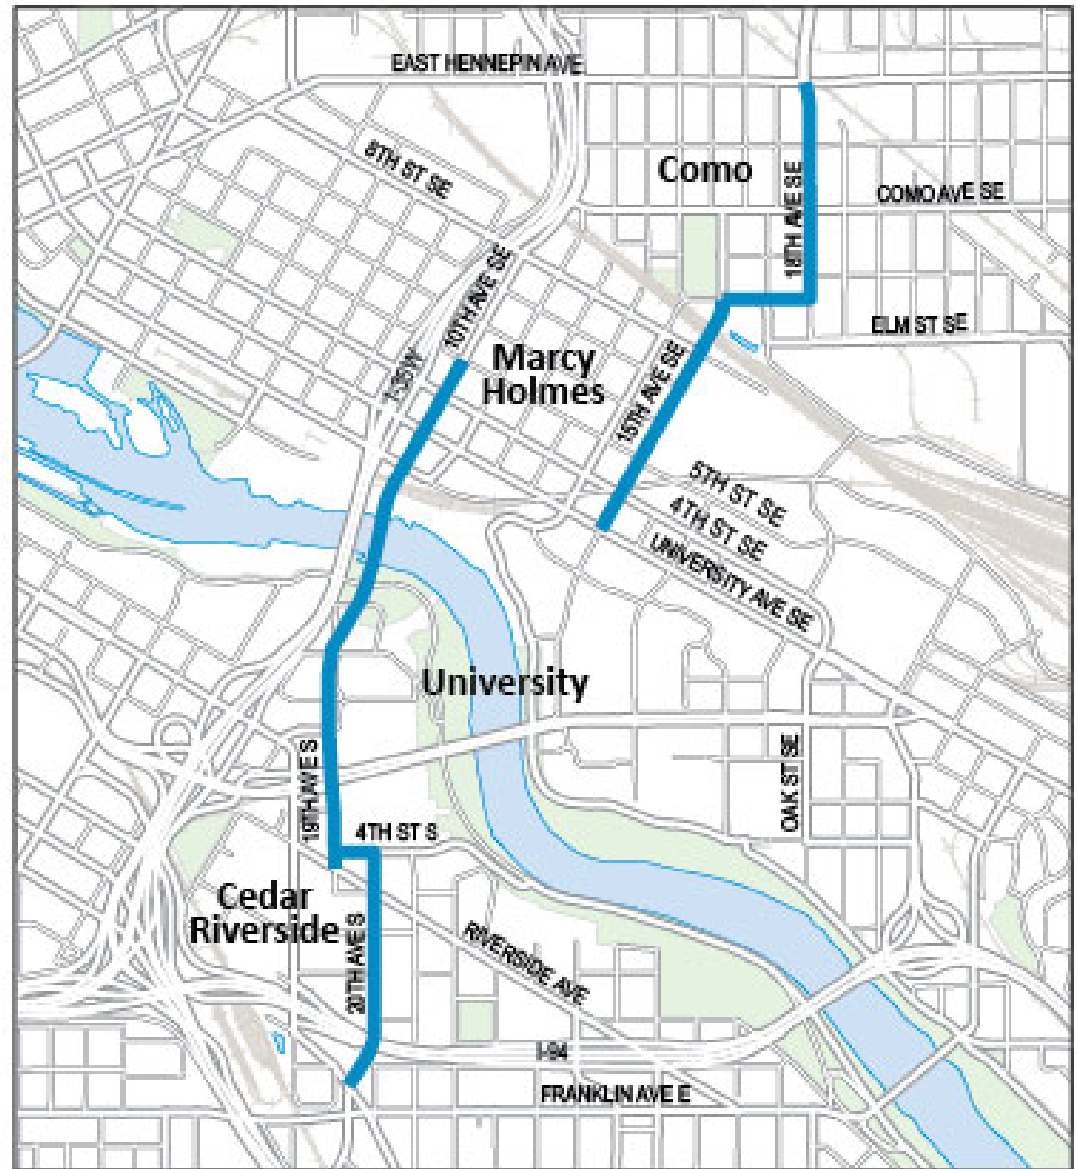 EAST HENNEPIN AVE
8TH ST SE
Como
COMO AVE SE
18TH AVE SE
10TH AVE SE
ELM ST SE
I-35W
Marcy
Holmes
15TH AVE SE
5TH ST SE
4TH ST SE
UNIVERSITY AVE SE
University
19TH AVE S
OAK ST SE
4TH ST S
Cedar
Riverside
20TH AVE S
RIVERSIDE AVE
I-94
FRANKLIN AVE E